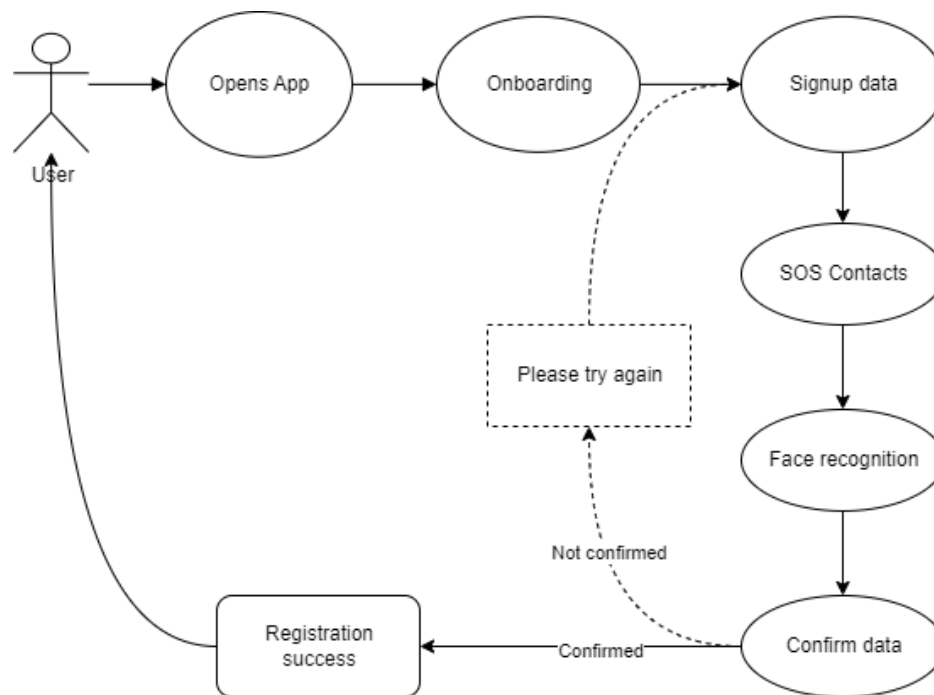 Opens App
Onboarding
Signup data
User
SOS Contacts
Please try again
Face recognition
Not confirmed
Registration
success
Confirmed
Confirm data